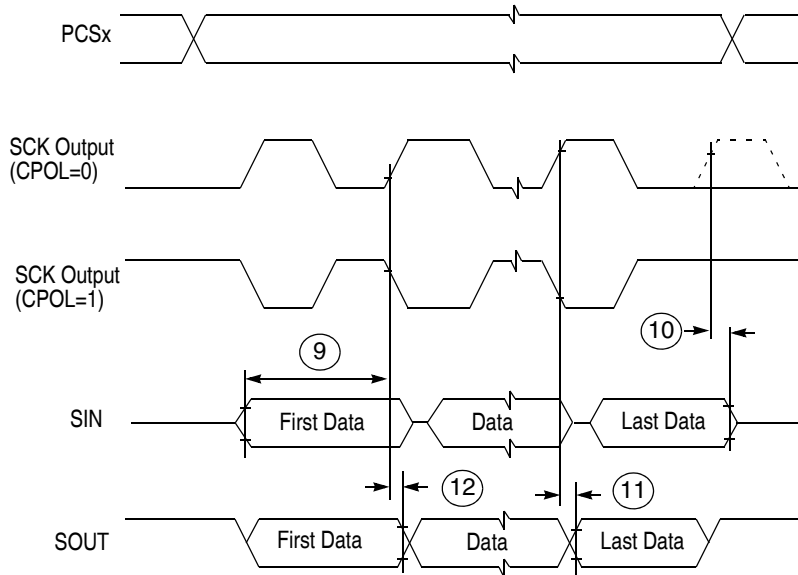 PCSx
SCK Output
(CPOL=0)
SCK Output
(CPOL=1)
10
9
SIN
First Data
Data
Last Data
12
11
SOUT
First Data
Data
Last Data